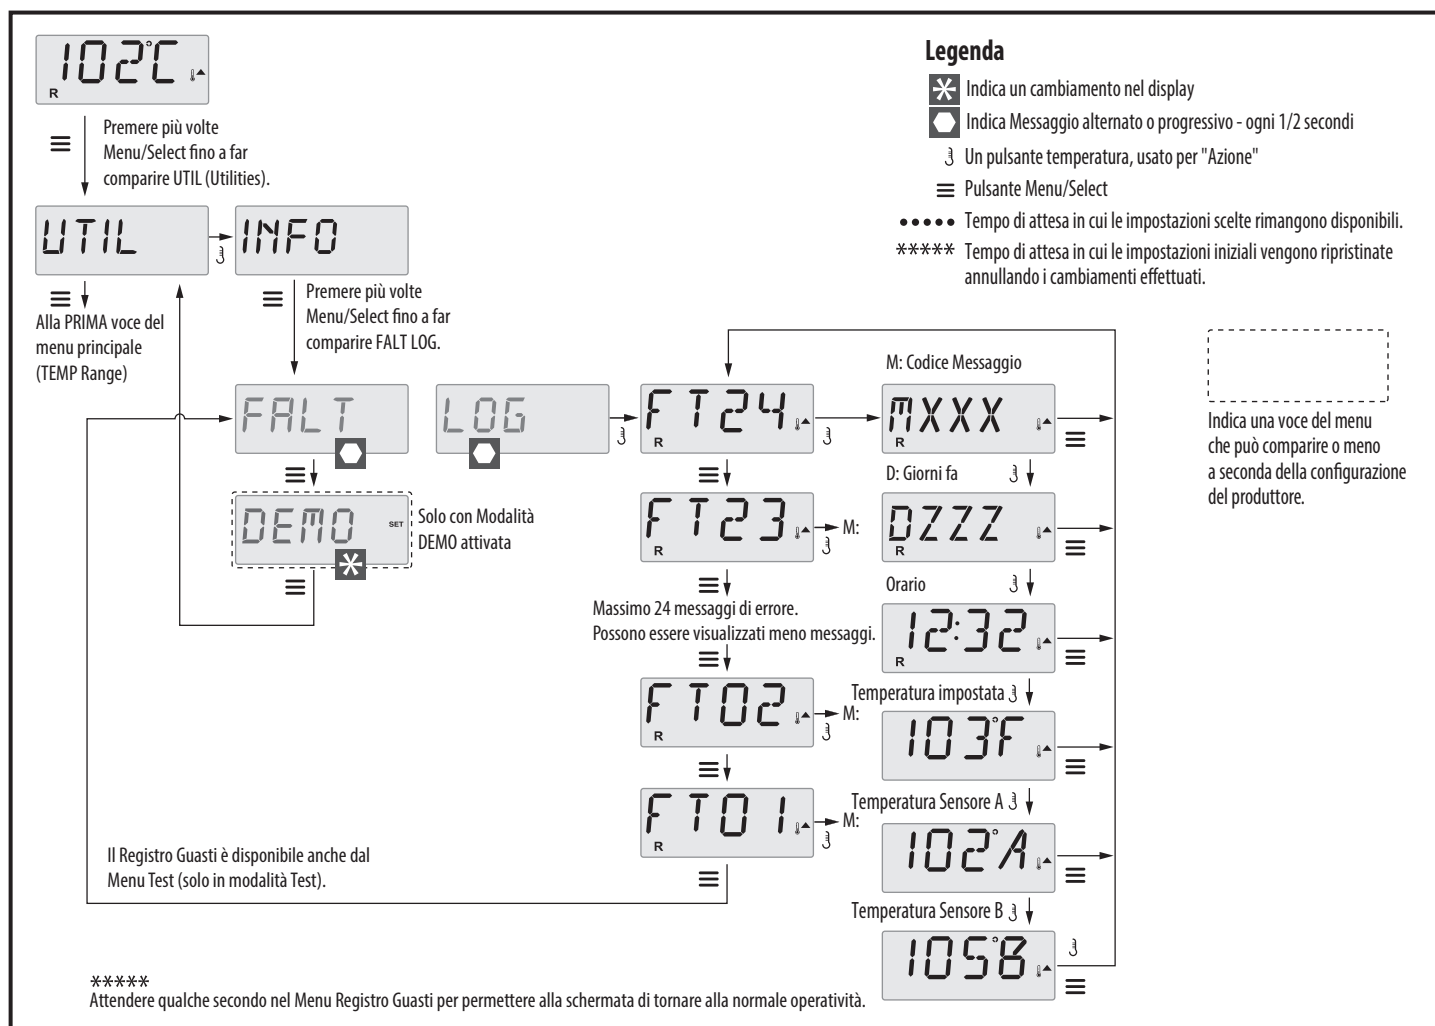 102°C
R
Premere più volte
Menu/Select fino a far
comparire UTIL (Utilities).
UTIL
INFO
Alla PRIMA voce del
menu principale
(TEMP Range)
Premere più volte
Menu/Select fino a far
comparire FALT LOG.
FALT
LOG
DEMO
SET
Solo con Modalità
DEMO attivata
FT24
R
FT23
R
M:
Massimo 24 messaggi di errore.
Possono essere visualizzati meno messaggi.
FT02
R
M:
FT01
R
M:
M: Codice Messaggio
MXXX
R
D: Giorni fa
DZZZ
R
Orario
12:32
R
Temperatura impostata
103°F
Temperatura Sensore A
102°A
Temperatura Sensore B
105°B
Legenda
Indica un cambiamento nel display
Indica Messaggio alternato o progressivo - ogni 1/2 secondi
Un pulsante temperatura, usato per "Azione"
Pulsante Menu/Select
Tempo di attesa in cui le impostazioni scelte rimangono disponibili.
***** Tempo di attesa in cui le impostazioni iniziali vengono ripristinate
annullando i cambiamenti effettuati.
Indica una voce del menu
che può comparire o meno
a seconda della configurazione
del produttore.
Il Registro Guasti è disponibile anche dal
Menu Test (solo in modalità Test).
*****
Attendere qualche secondo nel Menu Registro Guasti per permettere alla schermata di tornare alla normale operatività.